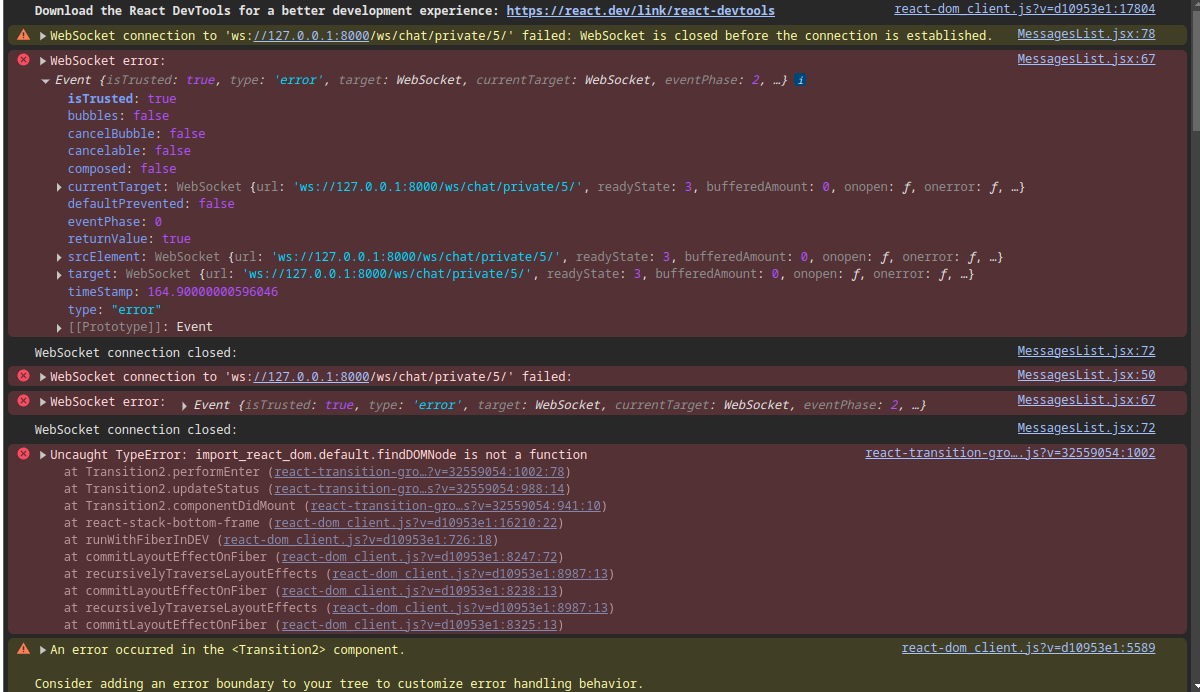 Download the React DevTools for a better development experience: https://react.dev/link/react-devtools react-dom_client.js?v=d10953e1:17804
WebSocket connection to 'ws://127.0.0.1:8000/ws/chat/private/5/' failed: WebSocket is closed before the connection is established. MessagesList.jsx:78
WebSocket error: MessagesList.jsx:67
Event {isTrusted: true, type: 'error', target: WebSocket, currentTarget: WebSocket, eventPhase: 2, …} i
isTrusted: true
bubbles: false
cancelBubble: false
cancelable: false
composed: false
currentTarget: WebSocket {url: 'ws://127.0.0.1:8000/ws/chat/private/5/', readyState: 3, bufferedAmount: 0, onopen: ƒ, onerror: ƒ, …}
defaultPrevented: false
eventPhase: 0
returnValue: true
srcElement: WebSocket {url: 'ws://127.0.0.1:8000/ws/chat/private/5/', readyState: 3, bufferedAmount: 0, onopen: ƒ, onerror: ƒ, …}
target: WebSocket {url: 'ws://127.0.0.1:8000/ws/chat/private/5/', readyState: 3, bufferedAmount: 0, onopen: ƒ, onerror: ƒ, …}
timeStamp: 164.90000000596046
type: "error"
[[Prototype]]: Event
WebSocket connection closed: MessagesList.jsx:72
WebSocket connection to 'ws://127.0.0.1:8000/ws/chat/private/5/' failed: MessagesList.jsx:50
WebSocket error: Event {isTrusted: true, type: 'error', target: WebSocket, currentTarget: WebSocket, eventPhase: 2, …} MessagesList.jsx:67
WebSocket connection closed: MessagesList.jsx:72
Uncaught TypeError: import_react_dom.default.findDOMNode is not a function react-transition-gro….js?v=32559054:1002
at Transition2.performEnter (react-transition-gro…?v=32559054:1002:78)
at Transition2.updateStatus (react-transition-gro…s?v=32559054:988:14)
at Transition2.componentDidMount (react-transition-gro…s?v=32559054:941:10)
at react-stack-bottom-frame (react-dom_client.js?v=d10953e1:16210:22)
at runWithFiberInDEV (react-dom_client.js?v=d10953e1:726:18)
at commitLayoutEffectOnFiber (react-dom_client.js?v=d10953e1:8247:72)
at recursivelyTraverseLayoutEffects (react-dom_client.js?v=d10953e1:8987:13)
at commitLayoutEffectOnFiber (react-dom_client.js?v=d10953e1:8238:13)
at recursivelyTraverseLayoutEffects (react-dom_client.js?v=d10953e1:8987:13)
at commitLayoutEffectOnFiber (react-dom_client.js?v=d10953e1:8325:13)
An error occurred in the <Transition2> component. react-dom_client.js?v=d10953e1:5589
Consider adding an error boundary to your tree to customize error handling behavior.